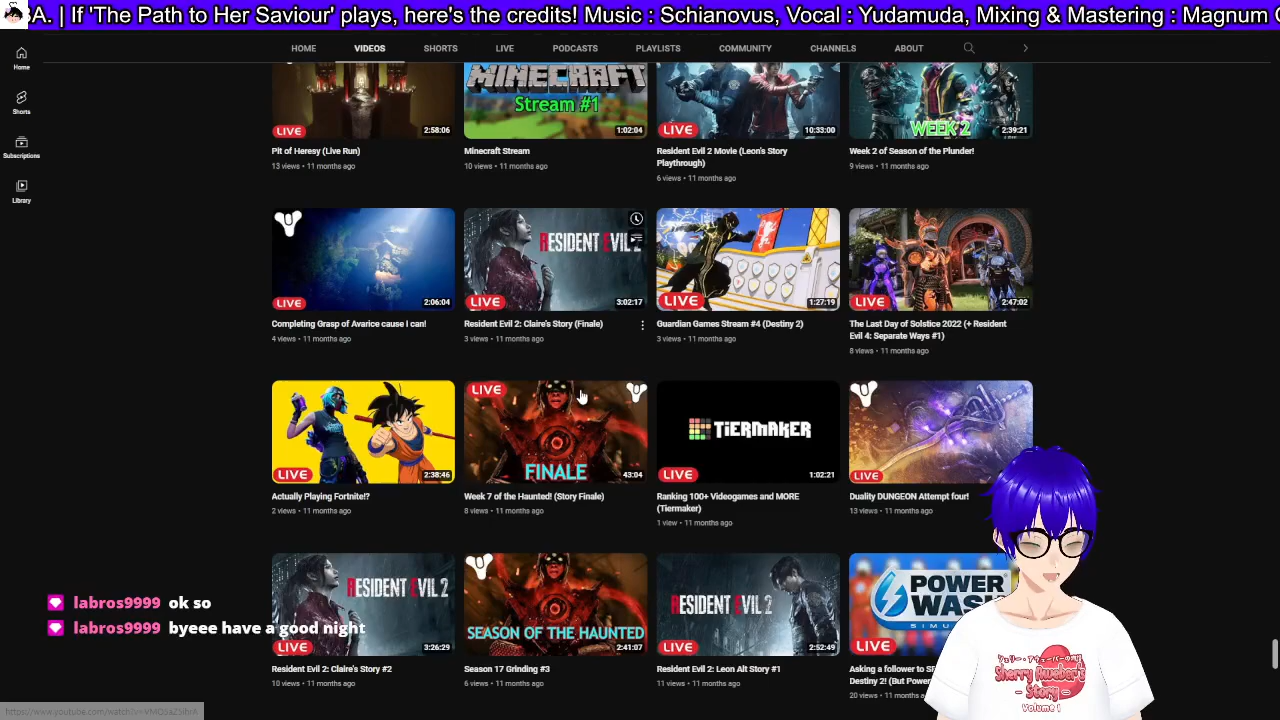 BA. | If 'The Path to Her Saviour' plays, here's the credits! Music : Schianovus, Vocal : Yudamuda, Mixing & Mastering : Magnum
HOME VIDEOS SHORTS LIVE PODCASTS PLAYLISTS COMMUNITY CHANNELS ABOUT
Home
Shorts
Subscriptions
Library
LIVE 2:58:06
Pit of Heresy (Live Run)
13 views • 11 months ago
MINECRAFT
Stream #1
1:02:04
Minecraft Stream
10 views • 11 months ago
LIVE 10:33:00
Resident Evil 2 Movie (Leon's Story
Playthrough)
6 views • 11 months ago
WEEK 2
2:39:21
Week 2 of Season of the Plunder!
9 views • 11 months ago
LIVE 2:06:04
Completing Grasp of Avarice cause I can!
4 views • 11 months ago
RESIDENT EVIL 2
LIVE 3:02:17
Resident Evil 2: Claire's Story (Finale)
3 views • 11 months ago
LIVE 1:27:19
Guardian Games Stream #4 (Destiny 2)
3 views • 11 months ago
LIVE 2:47:02
The Last Day of Solstice 2022 (+ Resident
Evil 4: Separate Ways #1)
8 views • 11 months ago
LIVE 2:38:46
Actually Playing Fortnite!?
2 views • 11 months ago
LIVE
FINALE 43:04
Week 7 of the Haunted! (Story Finale)
8 views • 11 months ago
TIERMAKER
LIVE 1:02:21
Ranking 100+ Videogames and MORE
(Tiermaker)
1 view • 11 months ago
LIVE
Duality DUNGEON Attempt four!
13 views • 11 months ago
RESIDENT EVIL 2
LIVE 3:26:29
Resident Evil 2: Claire's Story #2
10 views • 11 months ago
SEASON OF THE HAUNTED
LIVE 2:41:07
Season 17 Grinding #3
6 views • 11 months ago
RESIDENT EVIL 2
LIVE 2:52:49
Resident Evil 2: Leon Alt Story #1
11 views • 11 months ago
POWER
WASH
LIVE
Asking a follower to
Destiny 2! (But Power
20 views • 11 months
labros9999 ok so
labros9999 byeee have a good night
Sherry Akweber's
- Story -
Volume 1